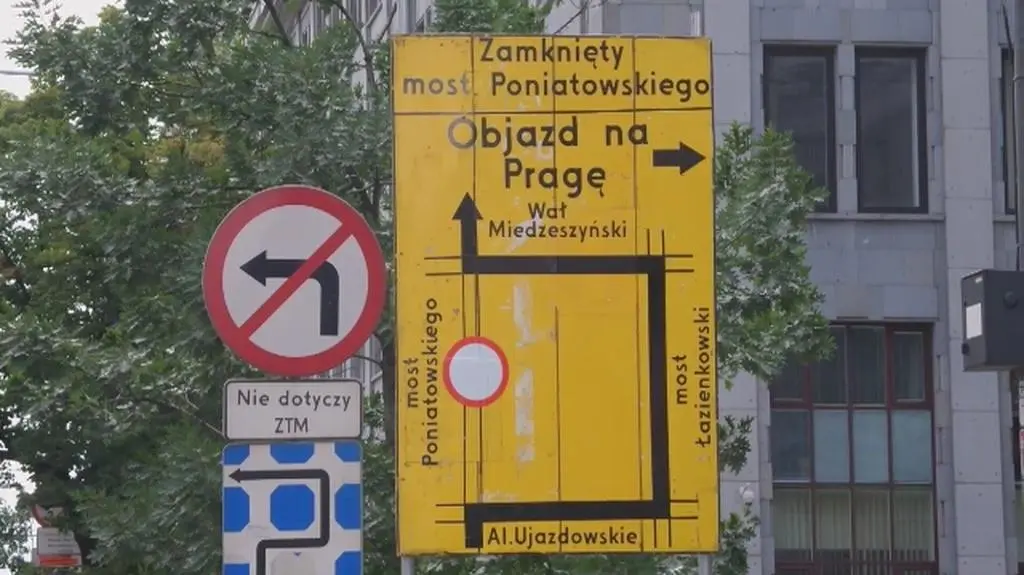 Zamknięty
most Poniatowskiego
Objazd na
Pragę
Wał
Miedzeszyński
most
Poniatowskiego
most
Łazienkowski
Al.Ujazdowskie
Nie dotyczy
ZTM